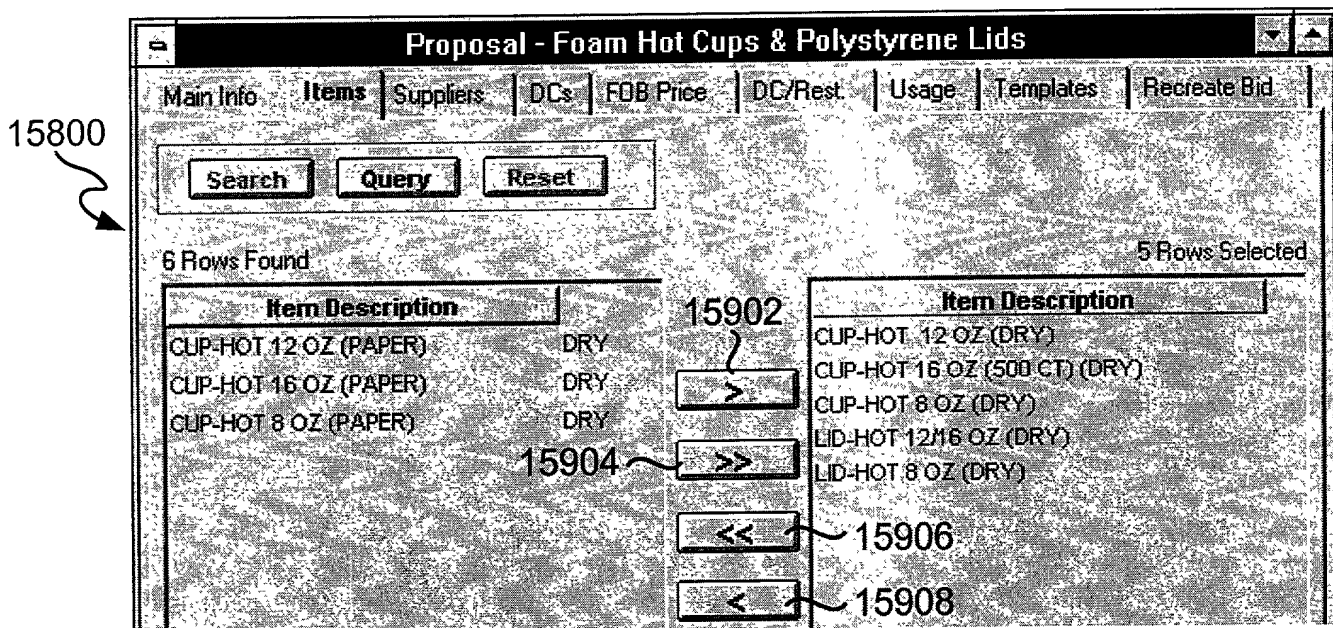 Proposal - Foam Hot Cups & Polystyrene Lids
Main Info Items Suppliers DCs FOB Price DC/Rest. Usage Templates Recreate Bid
15800
Search Query Reset
6 Rows Found
5 Rows Selected
Item Description
CUP-HOT 12 OZ (PAPER) DRY
CUP-HOT 16 OZ (PAPER) DRY
CUP-HOT 8 OZ (PAPER) DRY
15902
>
15904 >>
<< 15906
< 15908
Item Description
CUP-HOT 12 OZ (DRY)
CUP-HOT 16 OZ (500 CT) (DRY)
CUP-HOT 8 OZ (DRY)
LID-HOT 12/16 OZ (DRY)
LID-HOT 8 OZ (DRY)